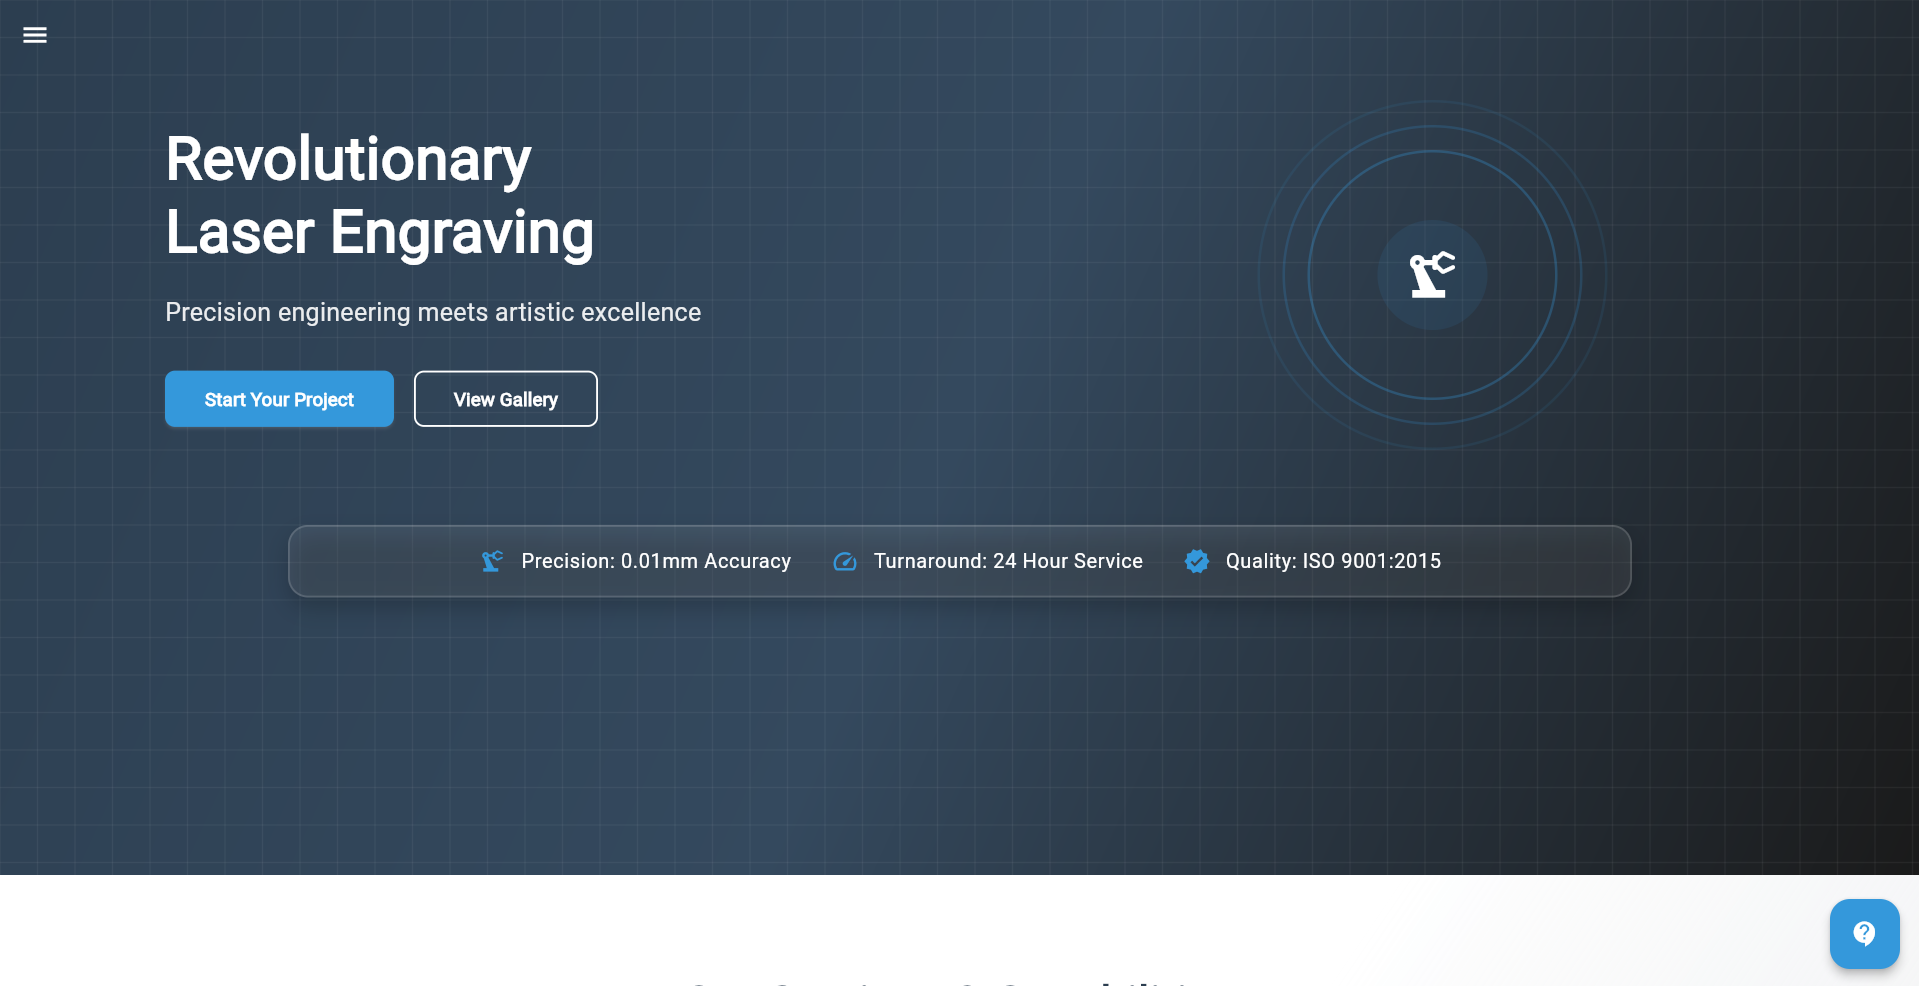 Revolutionary
Laser Engraving
Precision engineering meets artistic excellence
Start Your Project
View Gallery
Precision: 0.01mm Accuracy
Turnaround: 24 Hour Service
Quality: ISO 9001:2015